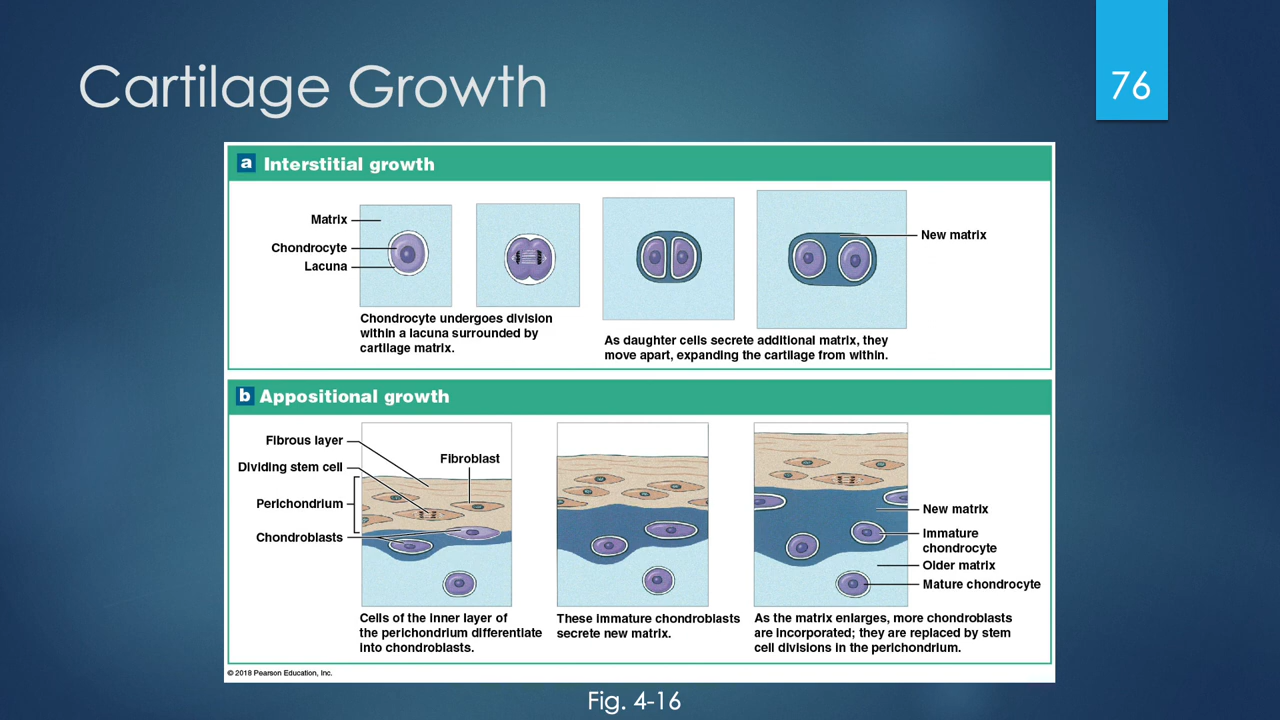 Cartilage Growth
76
a Interstitial growth
Matrix
Chondrocyte
Lacuna
New matrix
Chondrocyte undergoes division
within a lacuna surrounded by
cartilage matrix.
As daughter cells secrete additional matrix, they
move apart, expanding the cartilage from within.
b Appositional growth
Fibrous layer
Dividing stem cell
Fibroblast
Perichondrium
Chondroblasts
New matrix
Immature
chondrocyte
Older matrix
Mature chondrocyte
Cells of the inner layer of
the perichondrium differentiate
into chondroblasts.
These immature chondroblasts
secrete new matrix.
As the matrix enlarges, more chondroblasts
are incorporated; they are replaced by stem
cell divisions in the perichondrium.
© 2018 Pearson Education, Inc.
Fig. 4-16